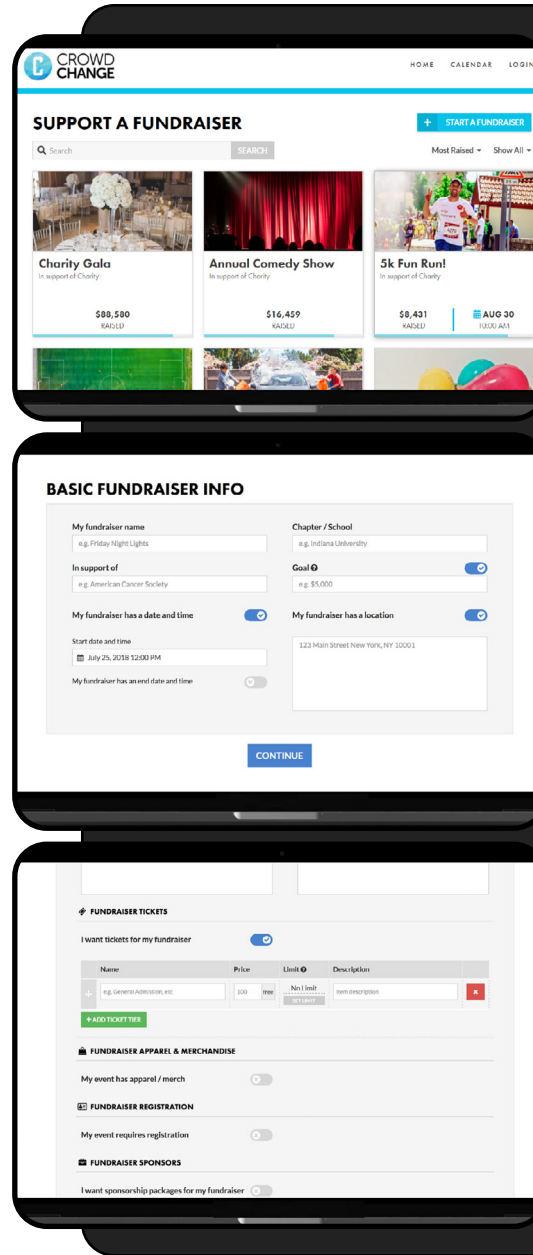 CROWD
CHANGE
HOME CALENDAR LOGIN
SUPPORT A FUNDRAISER
+ START A FUNDRAISER
Search SEARCH
Most Raised Show All
Charity Gala
In support of Charity
$88,580
RAISED
Annual Comedy Show
In support of Charity
$16,459
RAISED
5k Fun Run!
In support of Charity
$8,431
RAISED
AUG 30
10:00 AM
BASIC FUNDRAISER INFO
My fundraiser name
e.g. Friday Night Lights
Chapter / School
e.g. Indiana University
In support of
e.g. American Cancer Society
Goal
e.g. $5,000
My fundraiser has a date and time
My fundraiser has a location
Start date and time
July 25, 2018 12:00 PM
123 Main Street New York, NY 10001
My fundraiser has an end date and time
CONTINUE
FUNDRAISER TICKETS
I want tickets for my fundraiser
Name Price Limit Description
e.g. General Admission, etc 100 free No Limit Item description
SET LIMIT
+ ADD TICKET TIER
FUNDRAISER APPAREL & MERCHANDISE
My event has apparel / merch
FUNDRAISER REGISTRATION
My event requires registration
FUNDRAISER SPONSORS
I want sponsorship packages for my fundraiser